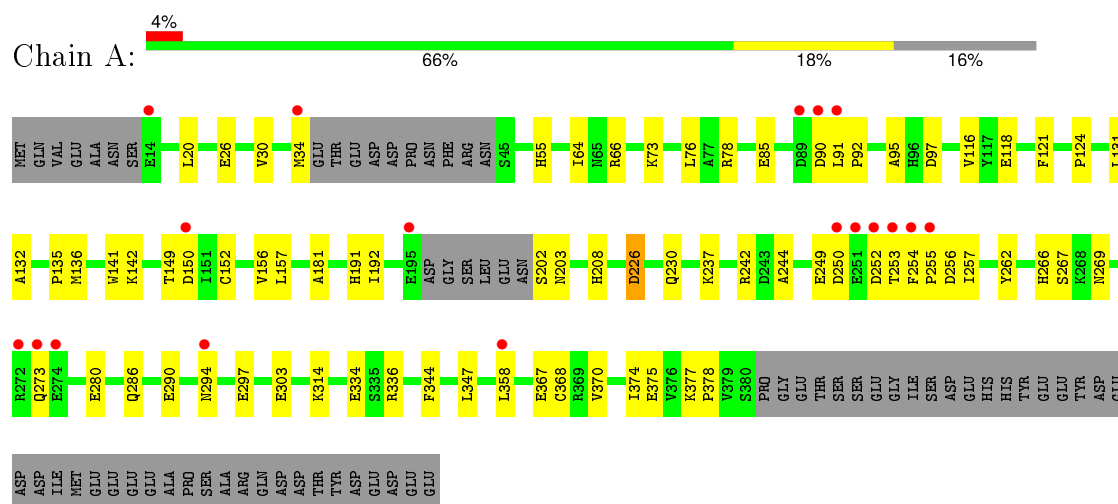 4%
Chain A:
66% 18% 16%
MET GLN VAL GLU ALA ASN SER E14 L20 E26 V30 M34 GLU THR GLU ASP ASP PRO ASN PHE ARG ASN S45 H55 I64 N65 R66 K73 L76 A77 R78 E85 D89 D90 L91 P92 A95 H96 D97 V116 Y117 E118 F121 P124 L131
A132 P135 M136 W141 K142 T149 D150 I151 C152 V156 L157 A181 H191 I192 E195 ASP GLY SER LEU GLU ASN S202 N203 H208 D226 Q230 K237 R242 D243 A244 E249 D250 E251 D252 T253 F254 P255 D256 I257 Y262 H266 S267 K268 N269
R272 Q273 E274 E280 Q286 E290 N294 E297 E303 K314 E334 S335 R336 F344 L347 L358 E367 C368 R369 V370 I374 E375 V376 K377 P378 V379 S380 PRO GLY GLU THR SER SER GLU GLY ILE SER ASP GLU HIS HIS TYR GLU GLU TYR ASP GLU
ASP ASP ILE MET GLU GLU GLU GLU ALA PRO SER ALA ARG GLN ASP ASP THR TYR ASP GLU ASP GLU GLU